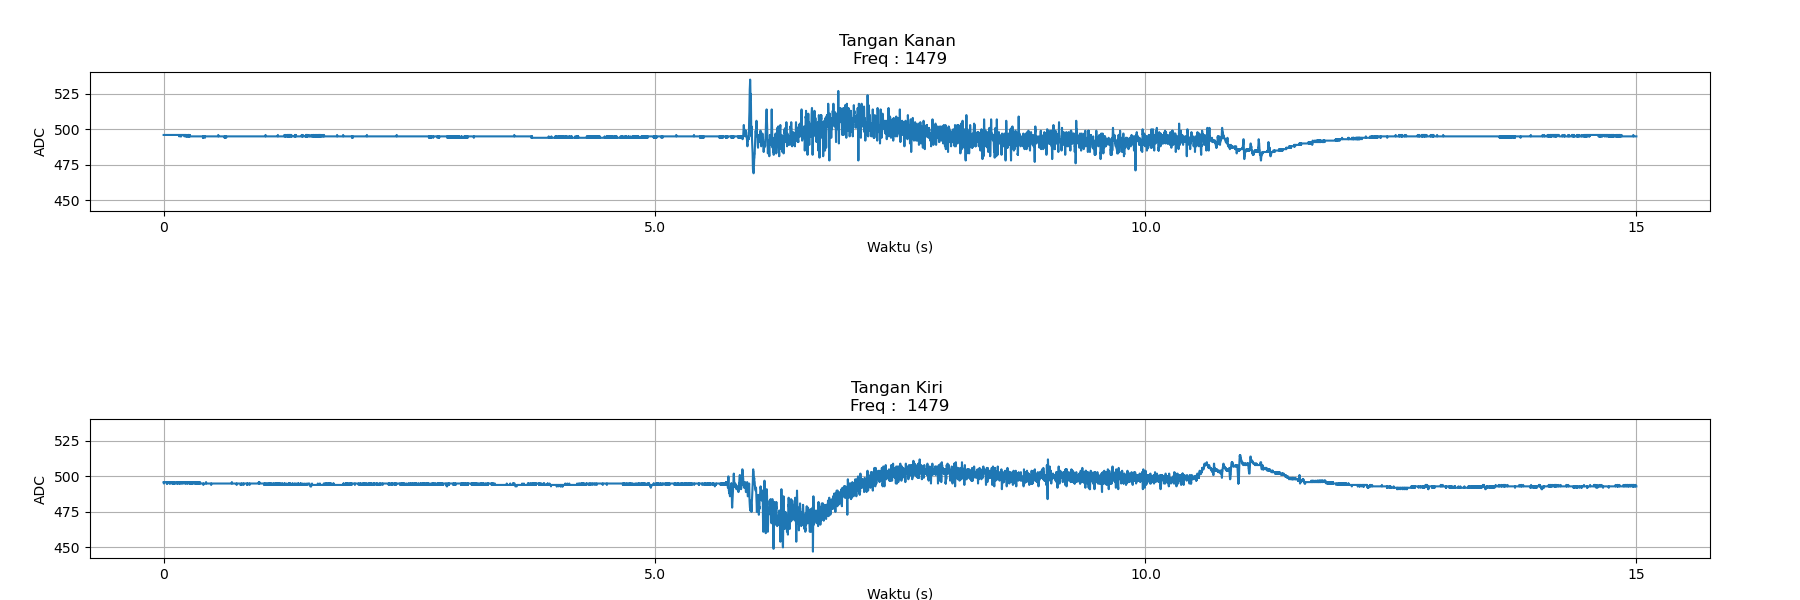 Tangan Kanan
Freq : 1479
525
500
475
450
ADC
0 5.0 10.0 15
Waktu (s)
Tangan Kiri
Freq :  1479
525
500
475
450
ADC
0 5.0 10.0 15
Waktu (s)